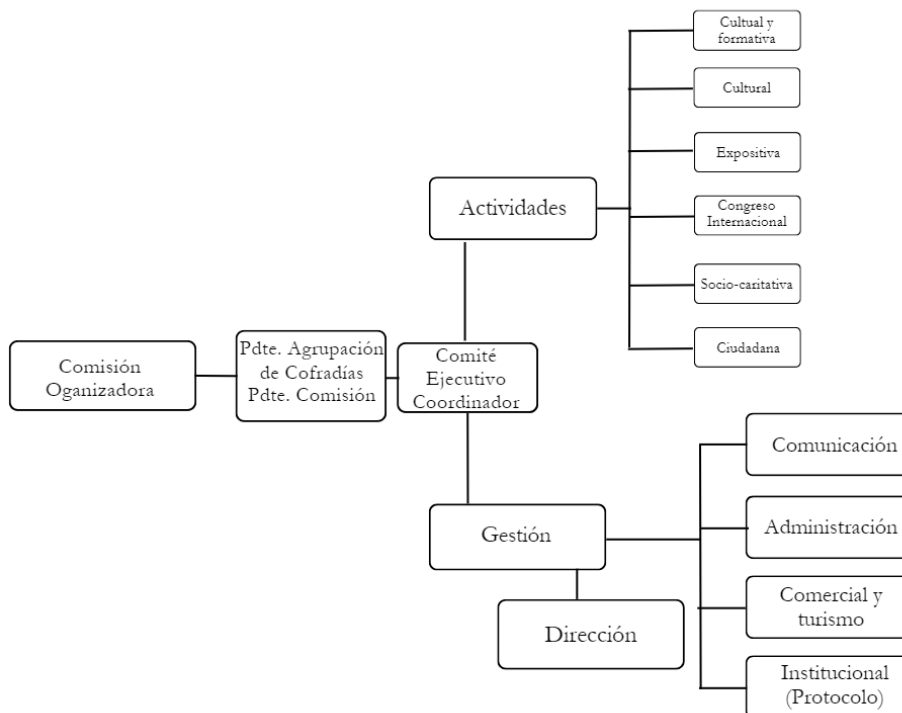 Cultual y
formativa
Cultural
Expositiva
Actividades
Congreso
Internacional
Socio-caritativa
Ciudadana
Comisión
Oganizadora
Pdte. Agrupación
de Cofradías
Pdte. Comisión
Comité
Ejecutivo
Coordinador
Comunicación
Administración
Gestión
Comercial y
turismo
Dirección
Institucional
(Protocolo)